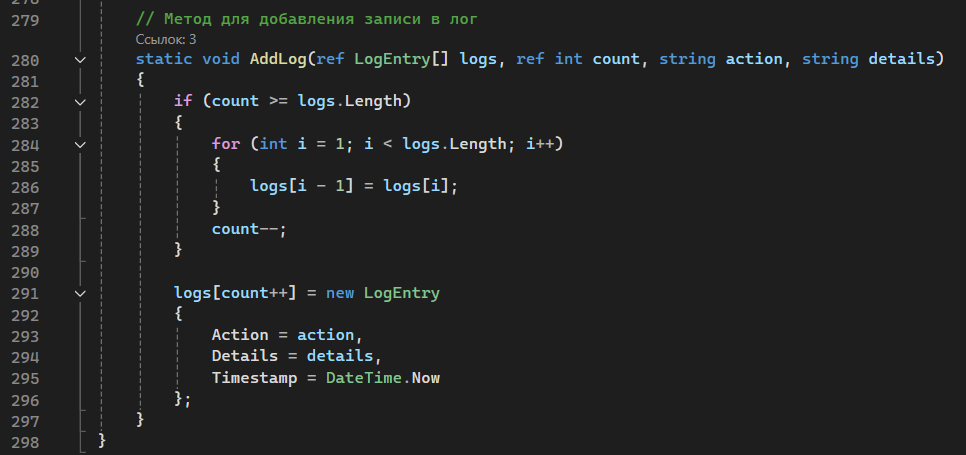 278
279 // Метод для добавления записи в лог
Ссылок: 3
280 static void AddLog(ref LogEntry[] logs, ref int count, string action, string details)
281 {
282 if (count >= logs.Length)
283 {
284 for (int i = 1; i < logs.Length; i++)
285 {
286 logs[i - 1] = logs[i];
287 }
288 count--;
289 }
290
291 logs[count++] = new LogEntry
292 {
293 Action = action,
294 Details = details,
295 Timestamp = DateTime.Now
296 };
297 }
298 }